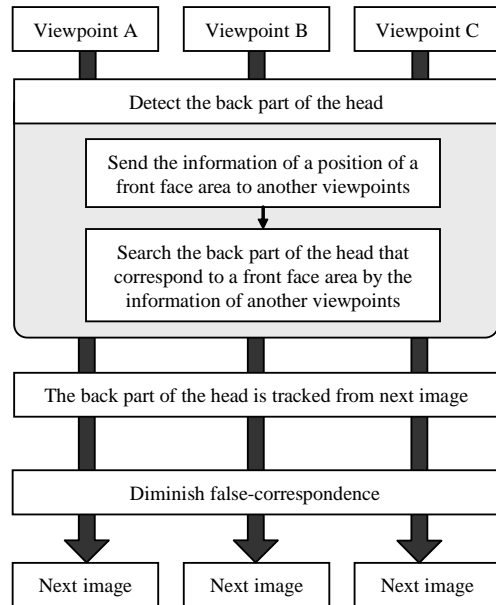 Viewpoint A
Viewpoint B
Viewpoint C
Detect the back part of the head
Send the information of a position of a
front face area to another viewpoints
Search the back part of the head that
correspond to a front face area by the
information of another viewpoints
The back part of the head is tracked from next image
Diminish false-correspondence
Next image
Next image
Next image